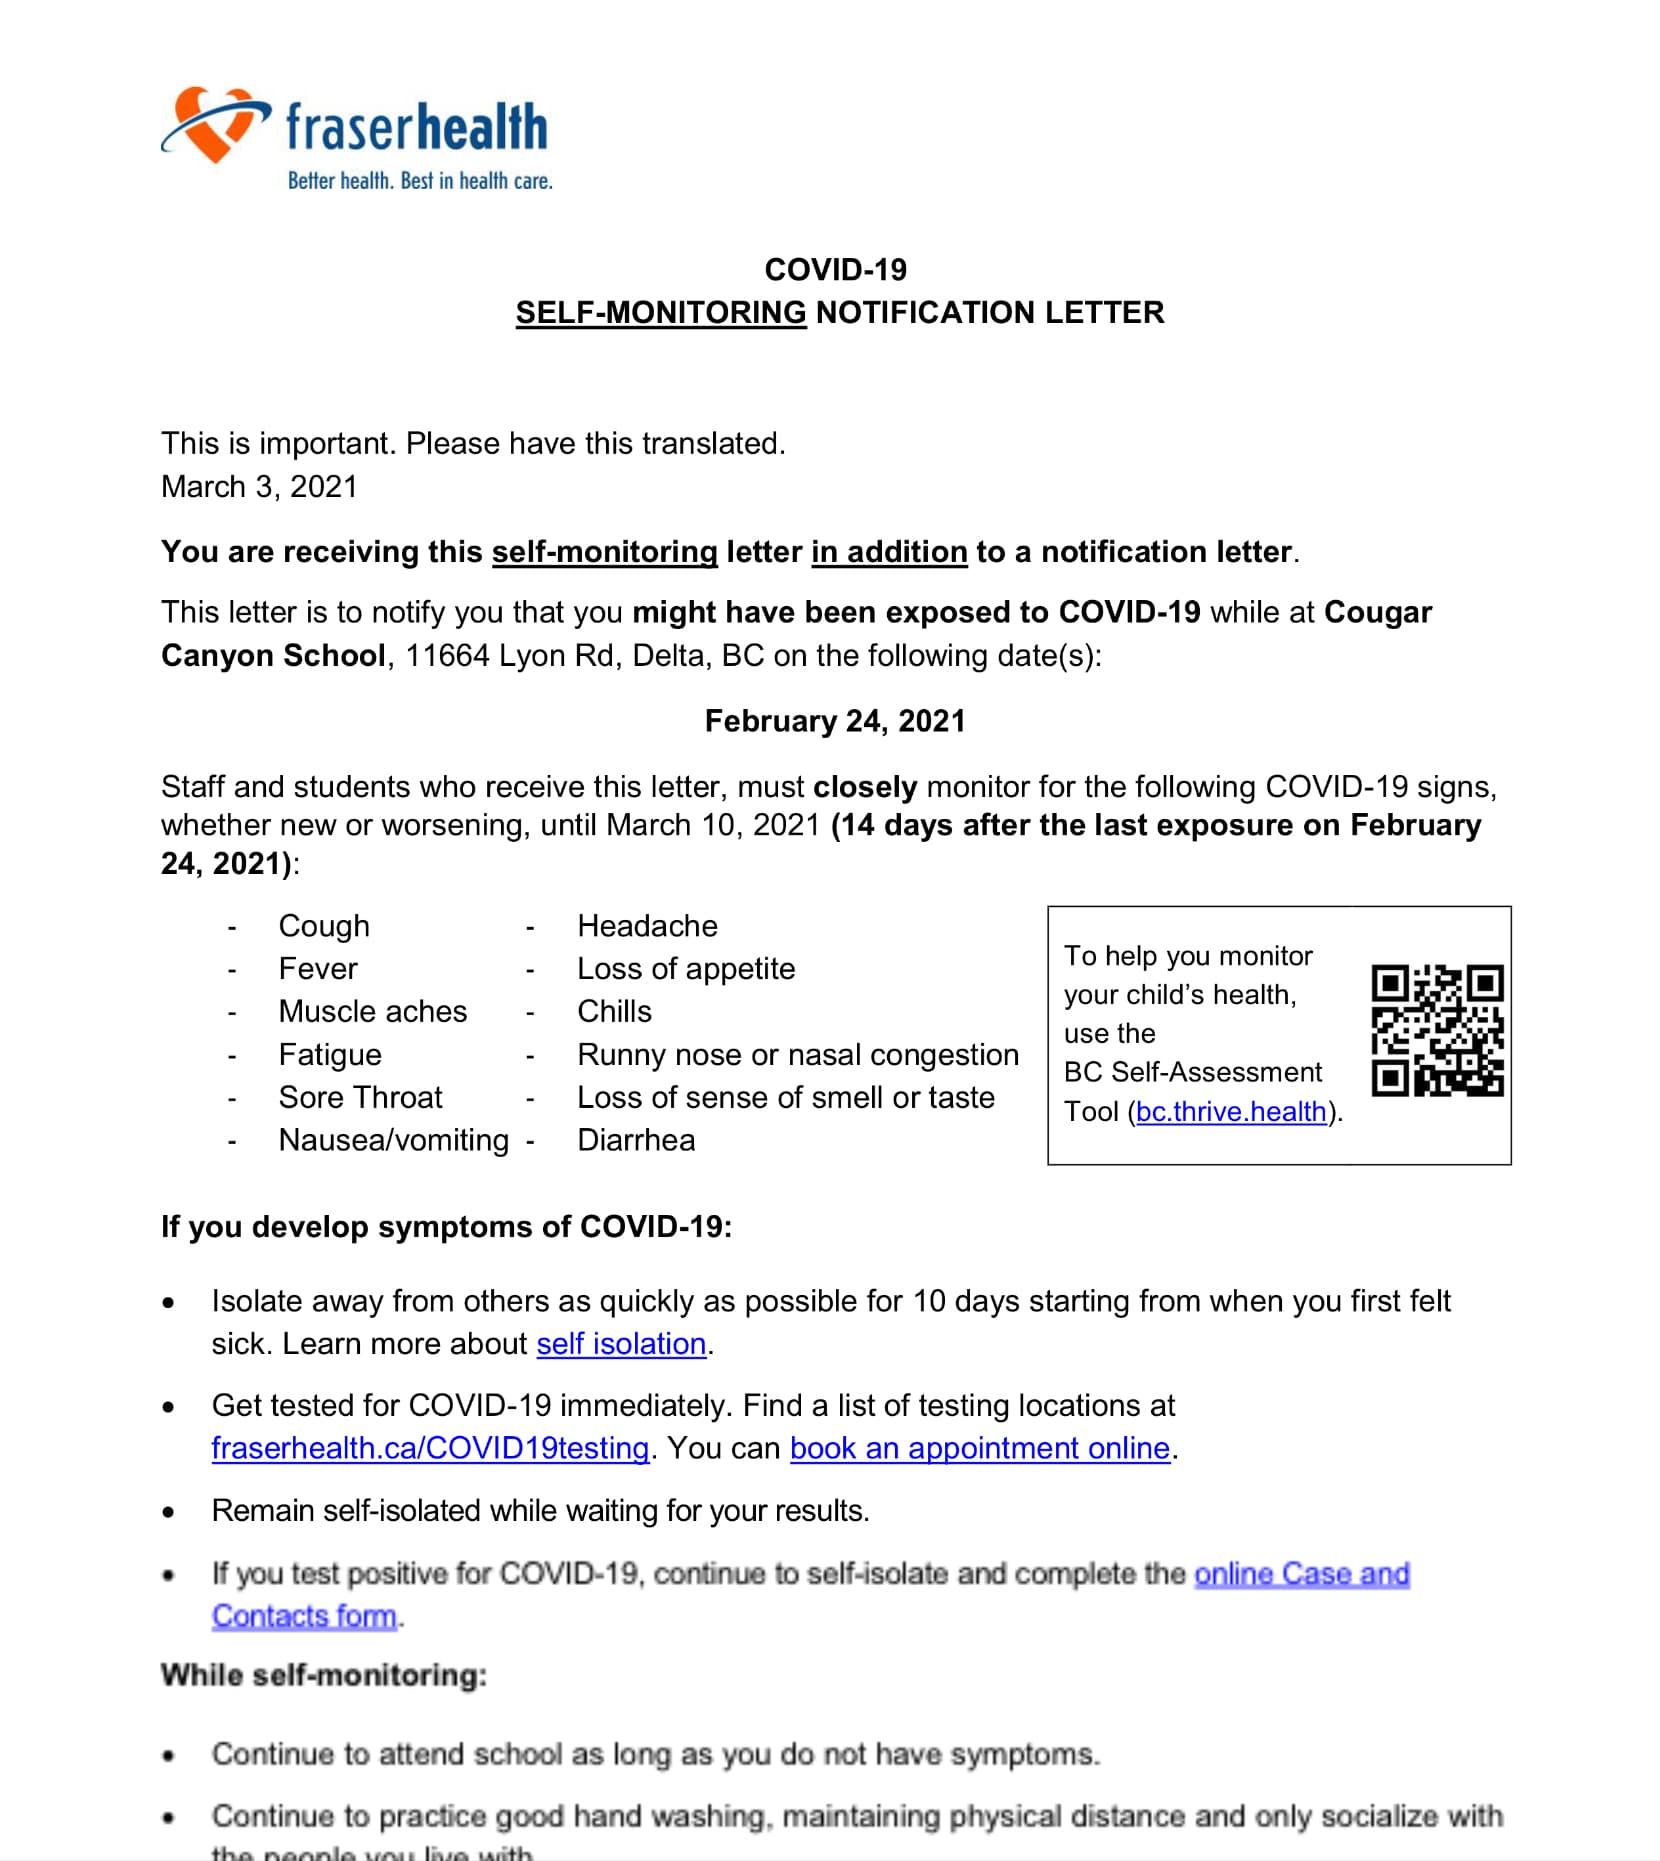 fraserhealth
Better health. Best in health care.
COVID-19
SELF-MONITORING NOTIFICATION LETTER
This is important. Please have this translated.
March 3, 2021
You are receiving this self-monitoring letter in addition to a notification letter.
This letter is to notify you that you might have been exposed to COVID-19 while at Cougar
Canyon School, 11664 Lyon Rd, Delta, BC on the following date(s):
February 24, 2021
Staff and students who receive this letter, must closely monitor for the following COVID-19 signs,
whether new or worsening, until March 10, 2021 (14 days after the last exposure on February
24, 2021):
- Cough
- Fever
- Muscle aches
- Fatigue
- Sore Throat
- Nausea/vomiting
- Headache
- Loss of appetite
- Chills
- Runny nose or nasal congestion
- Loss of sense of smell or taste
- Diarrhea
To help you monitor
your child’s health,
use the
BC Self-Assessment
Tool (bc.thrive.health).
If you develop symptoms of COVID-19:
• Isolate away from others as quickly as possible for 10 days starting from when you first felt
sick. Learn more about self isolation.
• Get tested for COVID-19 immediately. Find a list of testing locations at
fraserhealth.ca/COVID19testing. You can book an appointment online.
• Remain self-isolated while waiting for your results.
• If you test positive for COVID-19, continue to self-isolate and complete the online Case and
Contacts form.
While self-monitoring:
• Continue to attend school as long as you do not have symptoms.
• Continue to practice good hand washing, maintaining physical distance and only socialize with
the people you live with